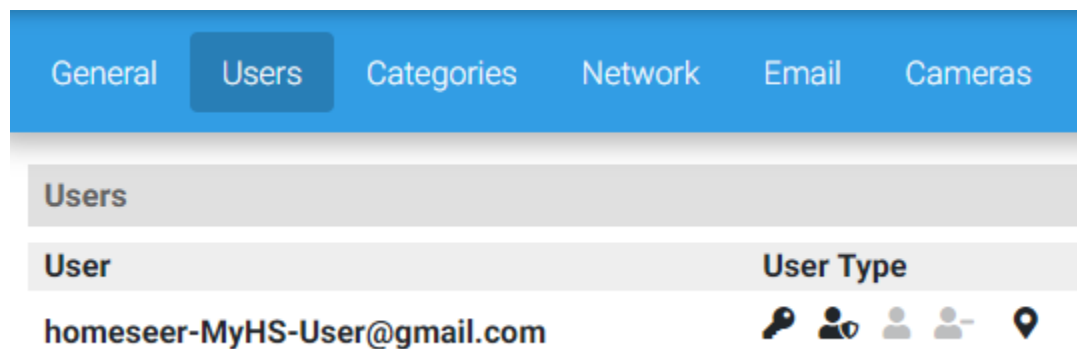 General Users Categories Network Email Cameras
Users
User User Type
homeseer-MyHS-User@gmail.com